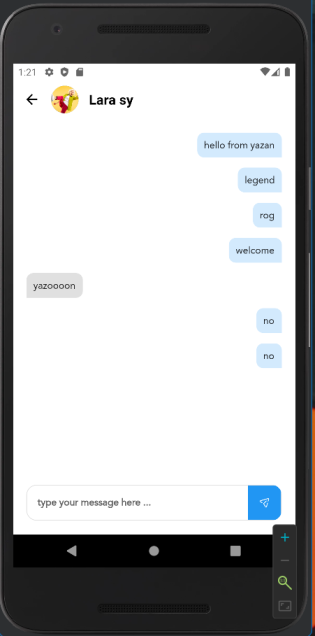 1:21
Lara sy
hello from yazan
legend
rog
welcome
yazoooon
no
no
type your message here ...